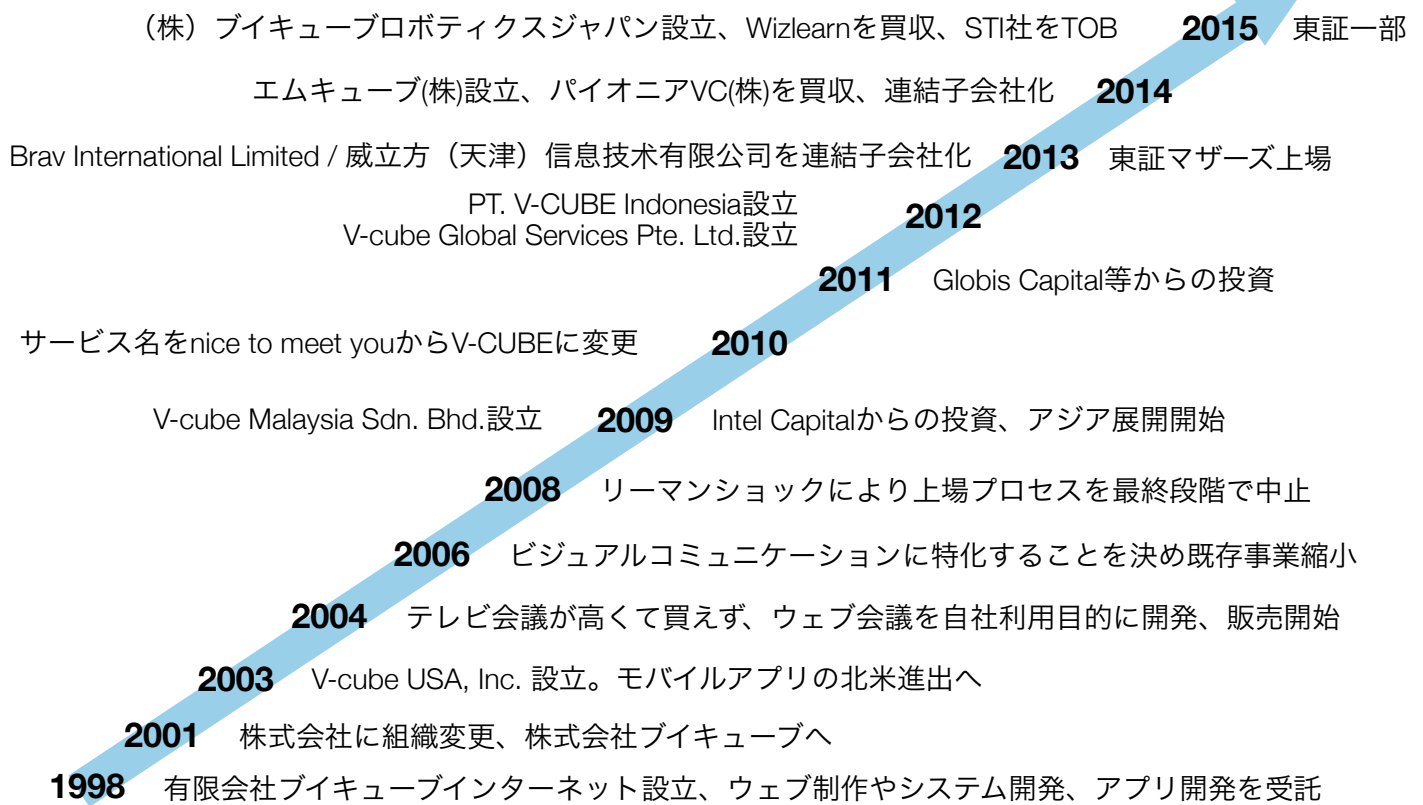 （株）ブイキューブロボティクスジャパン設立、Wizlearnを買収、STI社をTOB 2015 東証一部
エムキューブ(株)設立、パイオニアVC(株)を買収、連結子会社化 2014
Brav International Limited / 威立方（天津）信息技术有限公司を連結子会社化 2013 東証マザーズ上場
PT. V-CUBE Indonesia設立 2012
V-cube Global Services Pte. Ltd.設立
2011 Globis Capital等からの投資
サービス名をnice to meet youからV-CUBEに変更 2010
V-cube Malaysia Sdn. Bhd.設立 2009 Intel Capitalからの投資、アジア展開開始
2008 リーマンショックにより上場プロセスを最終段階で中止
2006 ビジュアルコミュニケーションに特化することを決め既存事業縮小
2004 テレビ会議が高くて買えず、ウェブ会議を自社利用目的に開発、販売開始
2003 V-cube USA, Inc. 設立。モバイルアプリの北米進出へ
2001 株式会社に組織変更、株式会社ブイキューブへ
1998 有限会社ブイキューブインターネット設立、ウェブ制作やシステム開発、アプリ開発を受託